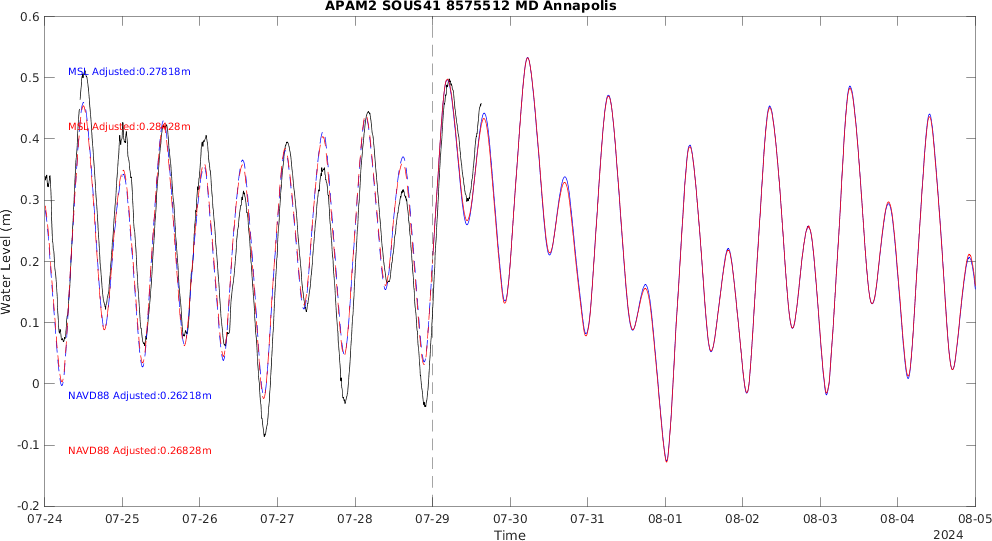 APAM2 SOUS41 8575512 MD Annapolis
0.6
0.5
0.4
0.3
0.2
0.1
0
-0.1
-0.2
Water Level (m)
MSL Adjusted:0.27818m
MSL Adjusted:0.28428m
NAVD88 Adjusted:0.26218m
NAVD88 Adjusted:0.26828m
07-24 07-25 07-26 07-27 07-28 07-29 07-30 07-31 08-01 08-02 08-03 08-04 08-05
Time
2024